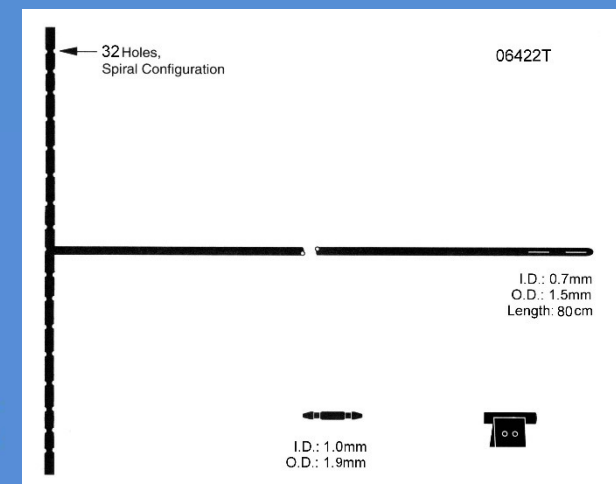 32 Holes,
Spiral Configuration
06422T
I.D.: 0.7mm
O.D.: 1.5mm
Length: 80cm
I.D.: 1.0mm
O.D.: 1.9mm